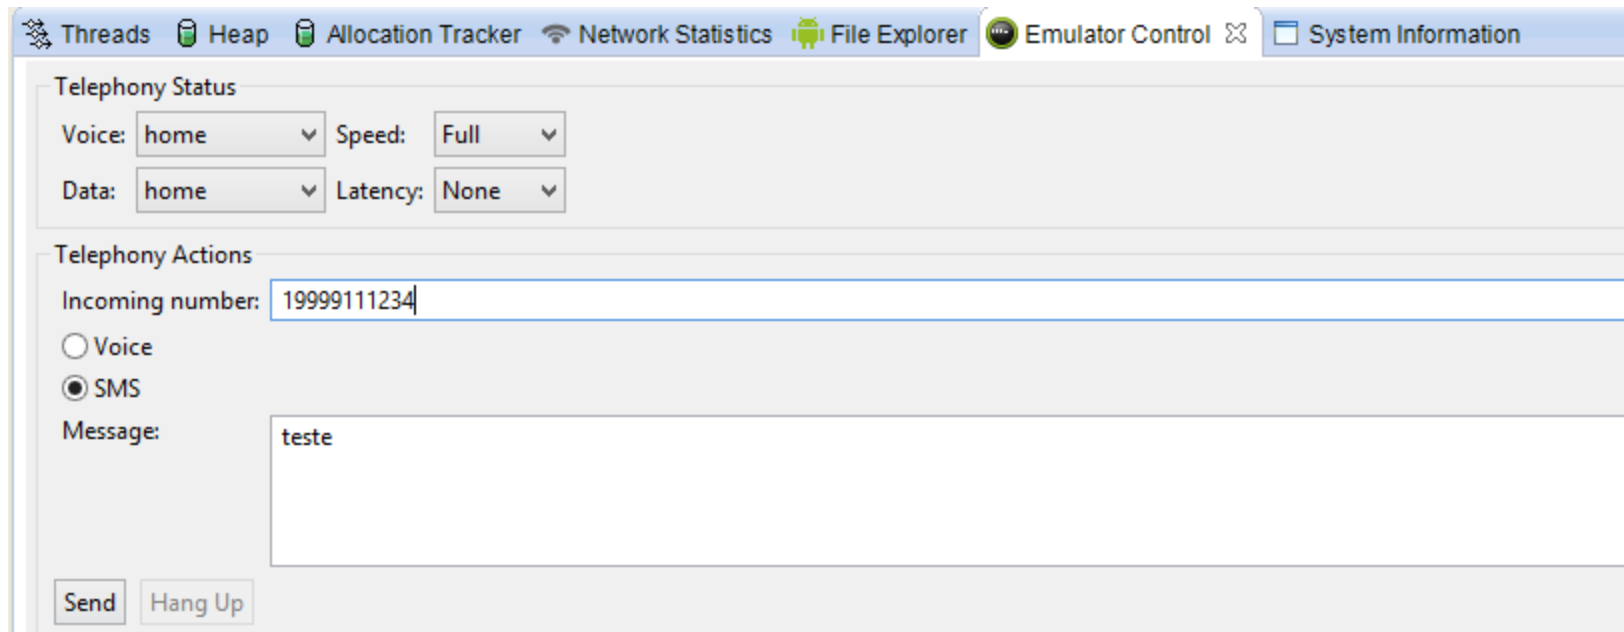 Threads Heap Allocation Tracker Network Statistics File Explorer Emulator Control System Information
Telephony Status
Voice: home Speed: Full
Data: home Latency: None
Telephony Actions
Incoming number: 19999111234
Voice
SMS
Message: teste
Send Hang Up